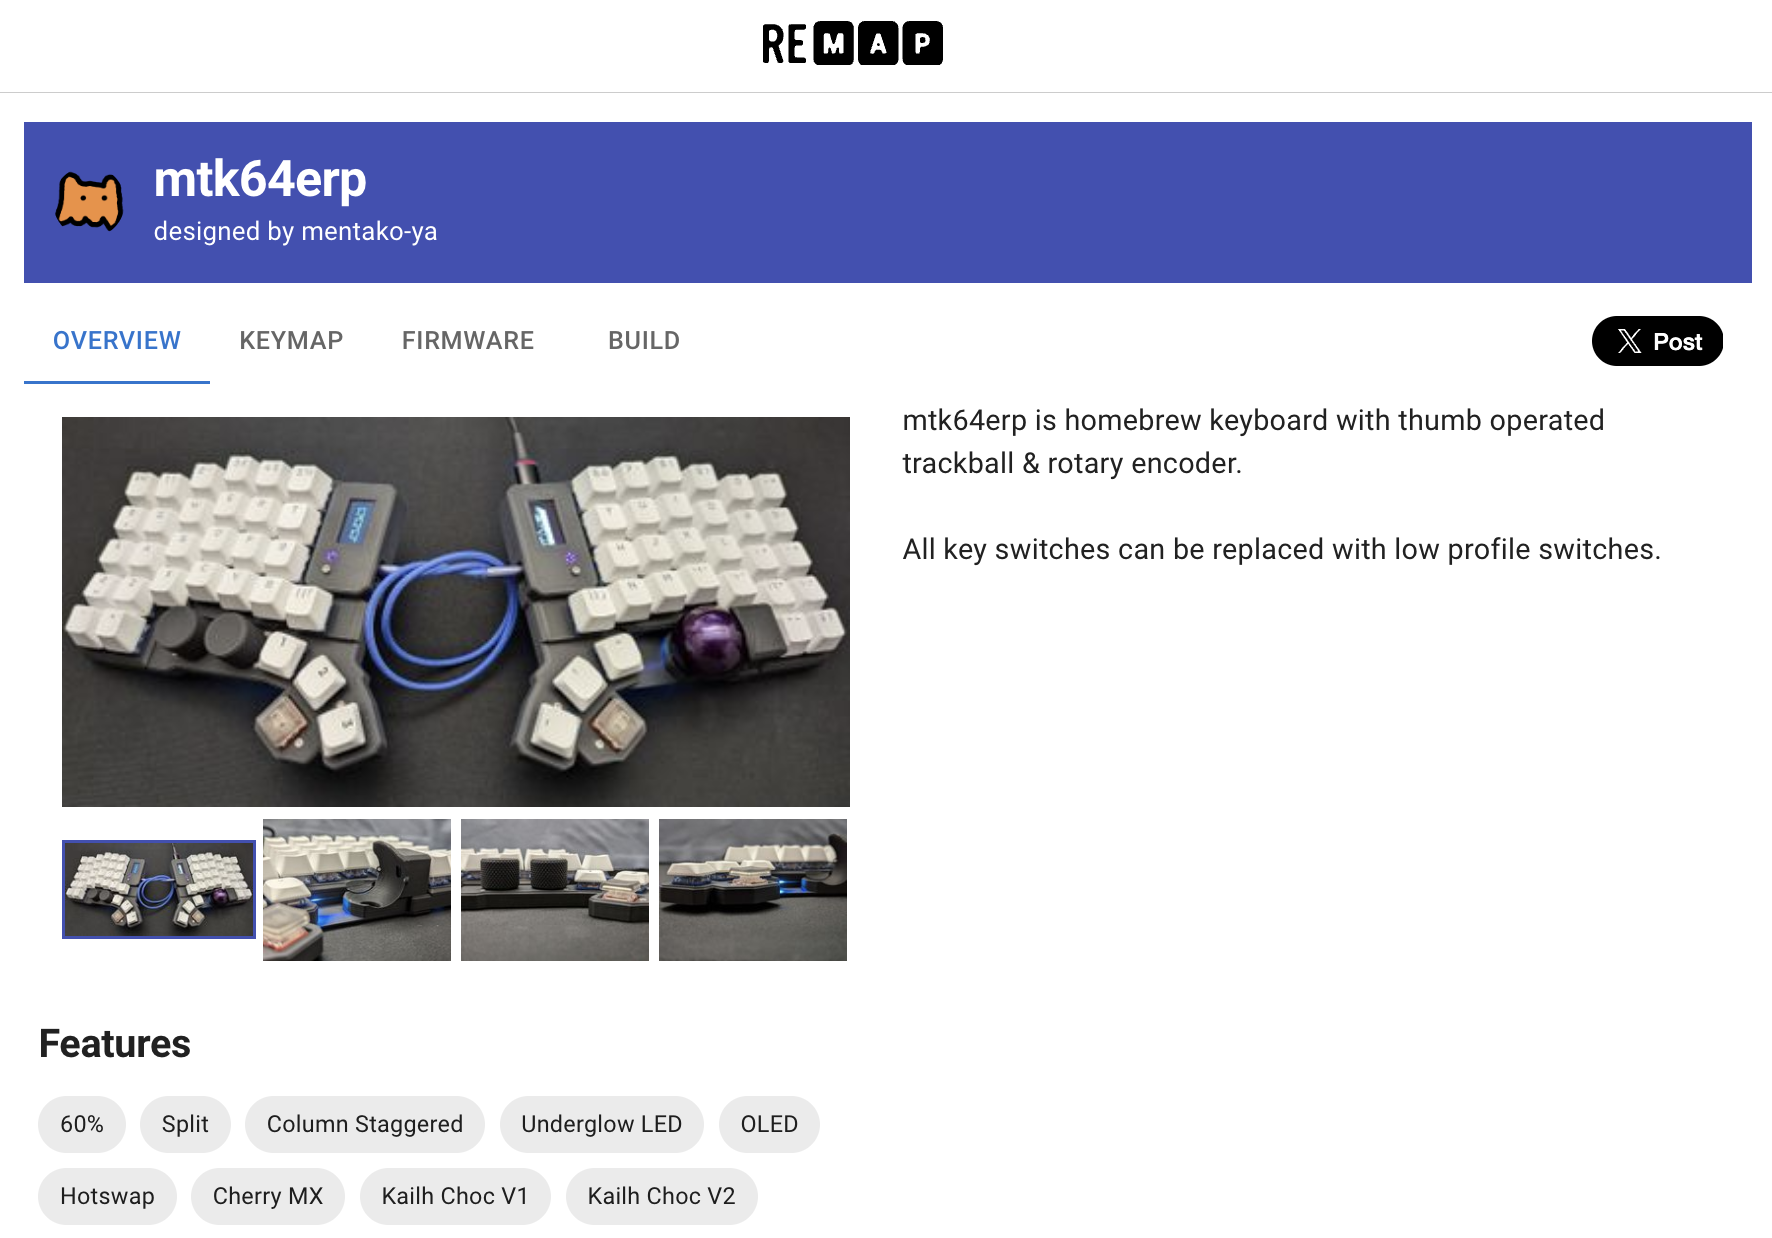 REMAP
mtk64erp
designed by mentako-ya
OVERVIEW KEYMAP FIRMWARE BUILD
Post
mtk64erp is homebrew keyboard with thumb operated
trackball & rotary encoder.
All key switches can be replaced with low profile switches.
Features
60% Split Column Staggered Underglow LED OLED
Hotswap Cherry MX Kailh Choc V1 Kailh Choc V2